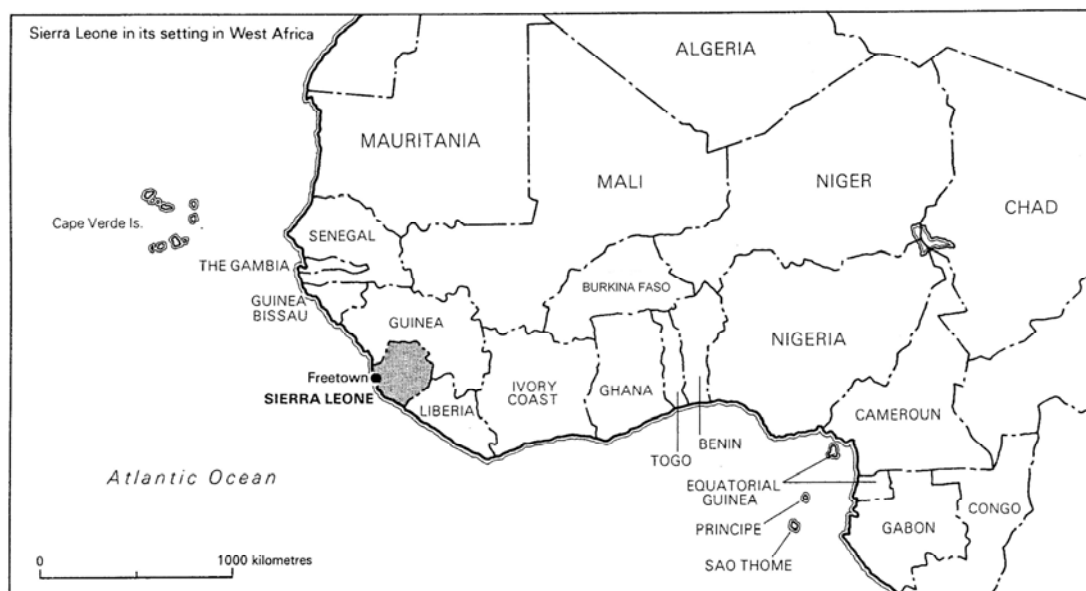 Sierra Leone in its setting in West Africa
ALGERIA
MAURITANIA
MALI
NIGER
CHAD
Cape Verde Is.
SENEGAL
THE GAMBIA
GUINEA
BISSAU
GUINEA
BURKINA FASO
NIGERIA
Freetown
SIERRA LEONE
LIBERIA
IVORY
COAST
GHANA
CAMEROUN
TOGO
BENIN
Atlantic Ocean
EQUATORIAL
GUINEA
PRINCIPE
SAO THOME
GABON
CONGO
0
1000 kilometres